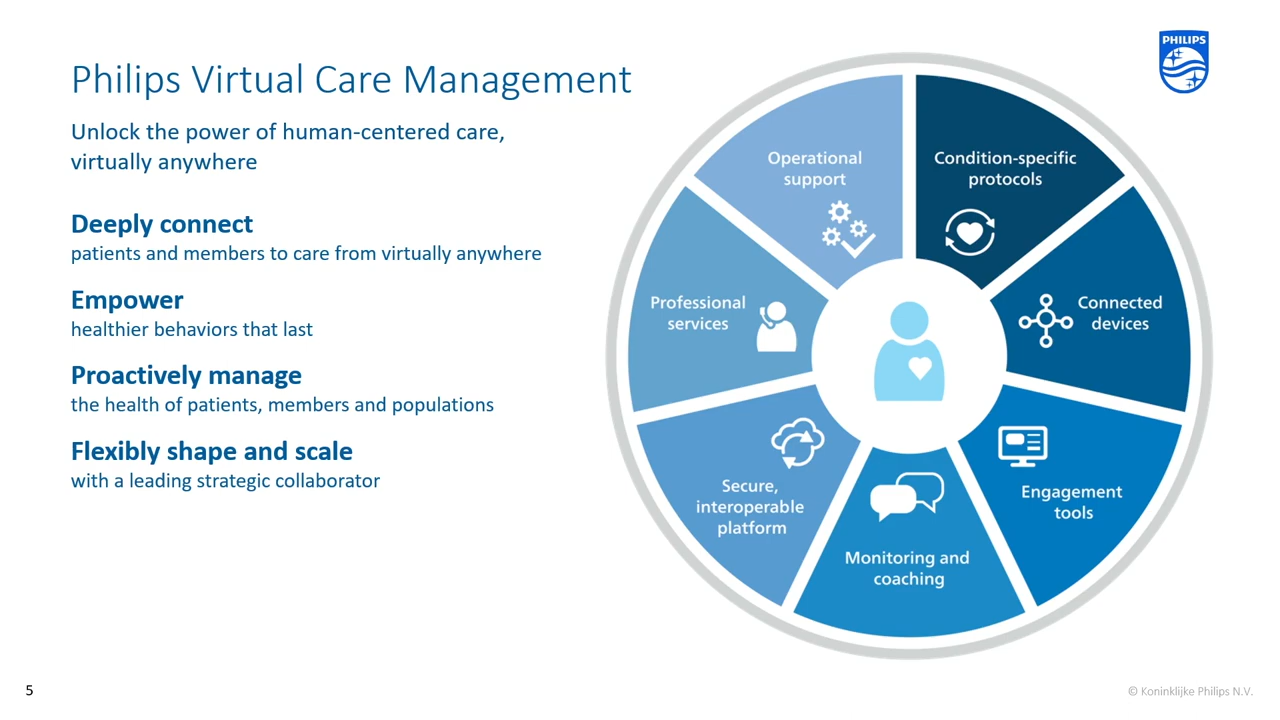 Philips Virtual Care Management
Unlock the power of human-centered care,
virtually anywhere
Deeply connect
patients and members to care from virtually anywhere
Empower
healthier behaviors that last
Proactively manage
the health of patients, members and populations
Flexibly shape and scale
with a leading strategic collaborator
PHILIPS
Operational
support
Condition-specific
protocols
Connected
devices
Engagement
tools
Monitoring and
coaching
Secure,
interoperable
platform
Professional
services
5
© Koninklijke Philips N.V.